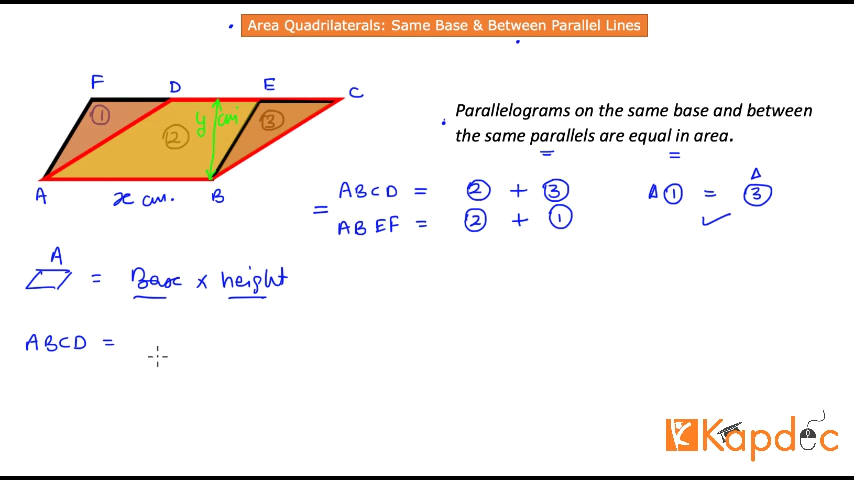 Area Quadrilaterals: Same Base & Between Parallel Lines
F D E C
① y cm ③
②
A x cm. B
Parallelograms on the same base and between
the same parallels are equal in area.
= ABCD = ② + ③
ABEF = ② + ①
Δ① = Δ③ ✓
A
▱ = Base × height
ABCD =
Kapdec